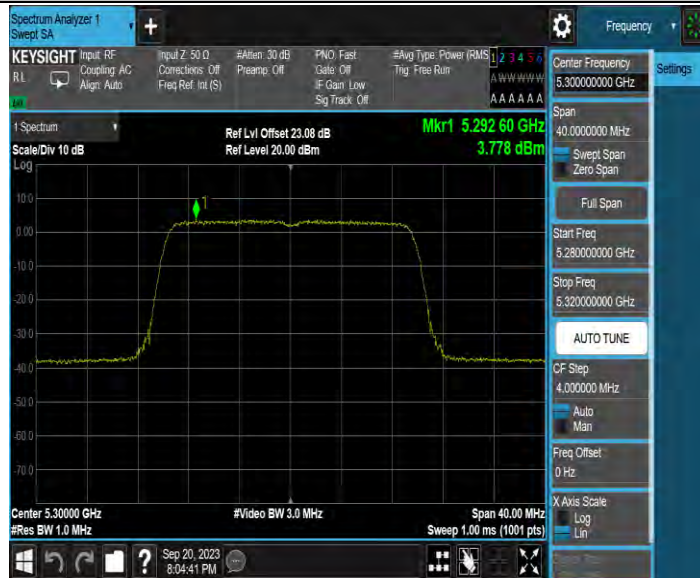 Spectrum Analyzer 1
Swept SA
+
Frequency
KEYSIGHT
RL
Input: RF
Coupling: AC
Align: Auto
Input Z: 50 Ω
Corrections: Off
Freq Ref: Int (S)
#Atten: 30 dB
Preamp: Off
PNO: Fast
Gate: Off
IF Gain: Low
Sig Track: Off
#Avg Type: Power (RMS
Trig: Free Run
1 2 3 4 5 6
A W W W W W
A A A A A A
Center Frequency
5.300000000 GHz
Settings
Span
40.0000000 MHz
Swept Span
Zero Span
Full Span
Start Freq
5.280000000 GHz
Stop Freq
5.320000000 GHz
AUTO TUNE
CF Step
4.000000 MHz
Auto
Man
Freq Offset
0 Hz
X Axis Scale
Log
Lin
1 Spectrum
Scale/Div 10 dB
Ref Lvl Offset 23.08 dB
Ref Level 20.00 dBm
Mkr1 5.292 60 GHz
3.778 dBm
Log
10.0
0.00
-10.0
-20.0
-30.0
-40.0
-50.0
-60.0
-70.0
1
Center 5.30000 GHz
#Res BW 1.0 MHz
#Video BW 3.0 MHz
Span 40.00 MHz
Sweep 1.00 ms (1001 pts)
?
Sep 20, 2023
8:04:41 PM